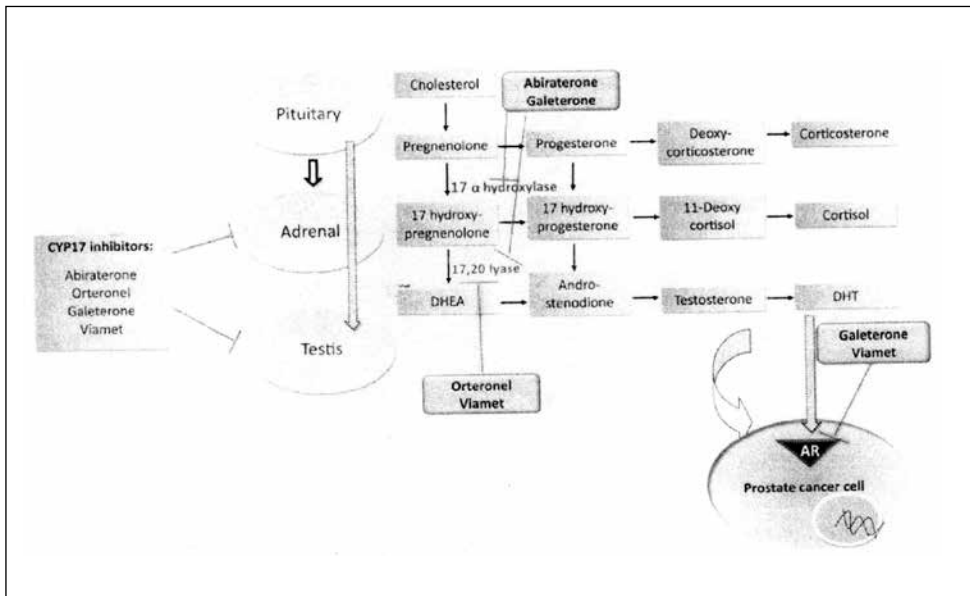 Pituitary
Adrenal
Testis
CYP17 inhibitors:
Abiraterone
Orteronel
Galeterone
Viamet
Cholesterol
Abiraterone
Galeterone
Pregnenolone
Progesterone
Deoxy-
corticosterone
Corticosterone
17 α hydroxylase
17 hydroxy-
pregnenolone
17 hydroxy-
progesterone
11-Deoxy
cortisol
Cortisol
17,20 lyase
DHEA
Andro-
stenodione
Testosterone
DHT
Orteronel
Viamet
Galeterone
Viamet
AR
Prostate cancer cell